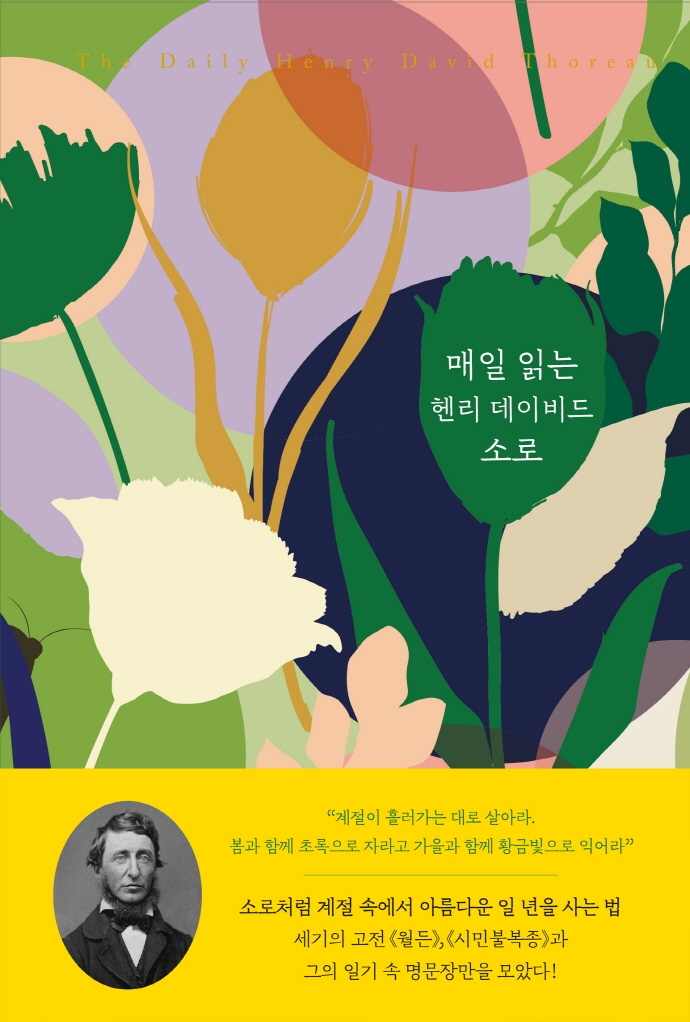 The Daily Henry David Thoreau
매일 읽는
헨리 데이비드
소로
“계절이 흘러가는 대로 살아라.
봄과 함께 초록으로 자라고 가을과 함께 황금빛으로 익어라”
소로처럼 계절 속에서 아름다운 일 년을 사는 법
세기의 고전 《월든》, 《시민불복종》과
그의 일기 속 명문장만을 모았다!